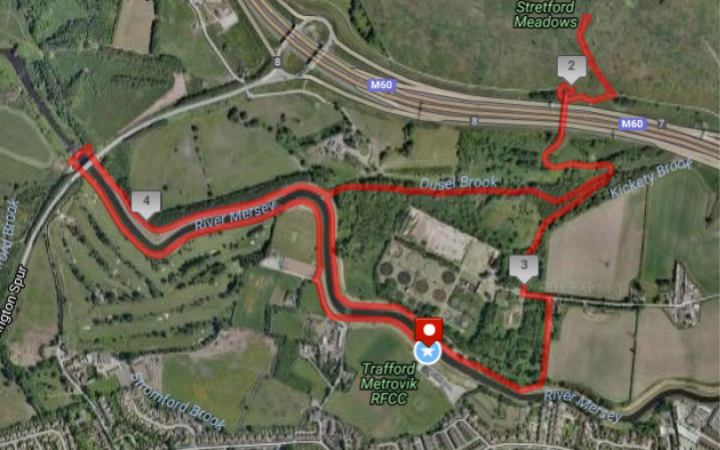 Stretford
Meadows
2
8
M60
8
M60
7
Ousel Brook
Kickety Brook
4
River Mersey
ord Brook
3
ngton Spur
Trafford
Metrovik
RFCC
Stromford Brook
River Mersey